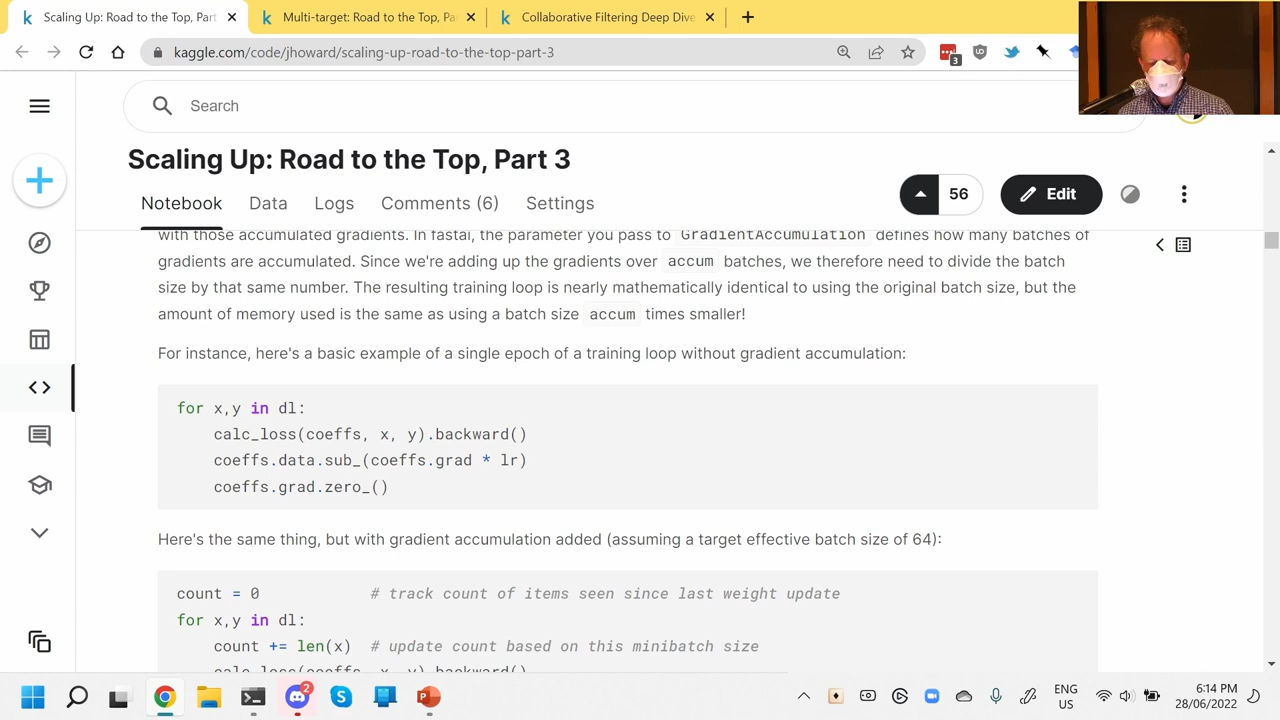 Scaling Up: Road to the Top, Part
Multi-target: Road to the Top, Pa
Collaborative Filtering Deep Dive
kaggle.com/code/jhoward/scaling-up-road-to-the-top-part-3
3
Search
Scaling Up: Road to the Top, Part 3
56
Edit
Notebook Data Logs Comments (6) Settings
with those accumulated gradients. In fastai, the parameter you pass to GradientAccumulation defines how many batches of
gradients are accumulated. Since we're adding up the gradients over accum batches, we therefore need to divide the batch
size by that same number. The resulting training loop is nearly mathematically identical to using the original batch size, but the
amount of memory used is the same as using a batch size accum times smaller!
For instance, here's a basic example of a single epoch of a training loop without gradient accumulation:
for x,y in dl:
calc_loss(coeffs, x, y).backward()
coeffs.data.sub_(coeffs.grad * lr)
coeffs.grad.zero_()
Here's the same thing, but with gradient accumulation added (assuming a target effective batch size of 64):
count = 0 # track count of items seen since last weight update
for x,y in dl:
count += len(x) # update count based on this minibatch size
calc_loss(coeffs, x, y).backward()
2
ENG
US
6:14 PM
28/06/2022